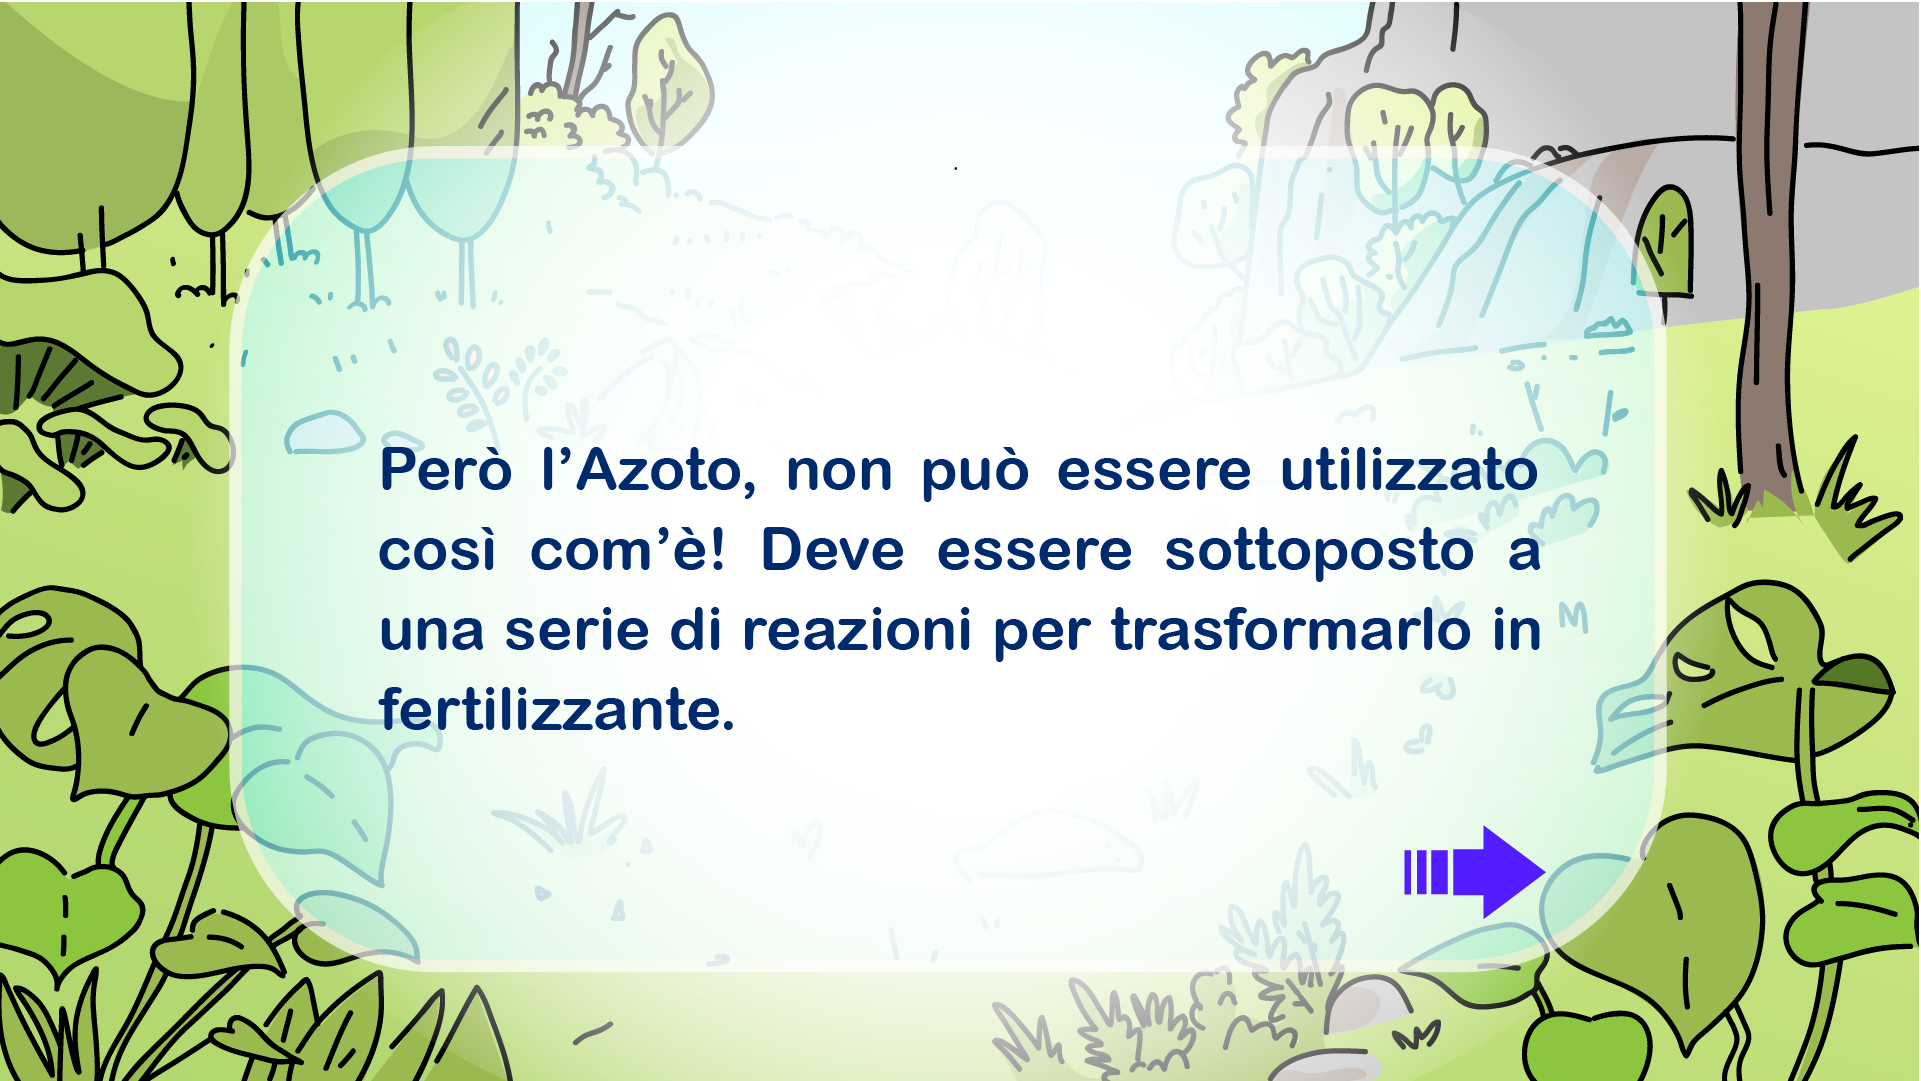 Però l’Azoto, non può essere utilizzato
così com’è! Deve essere sottoposto a
una serie di reazioni per trasformarlo in
fertilizzante.